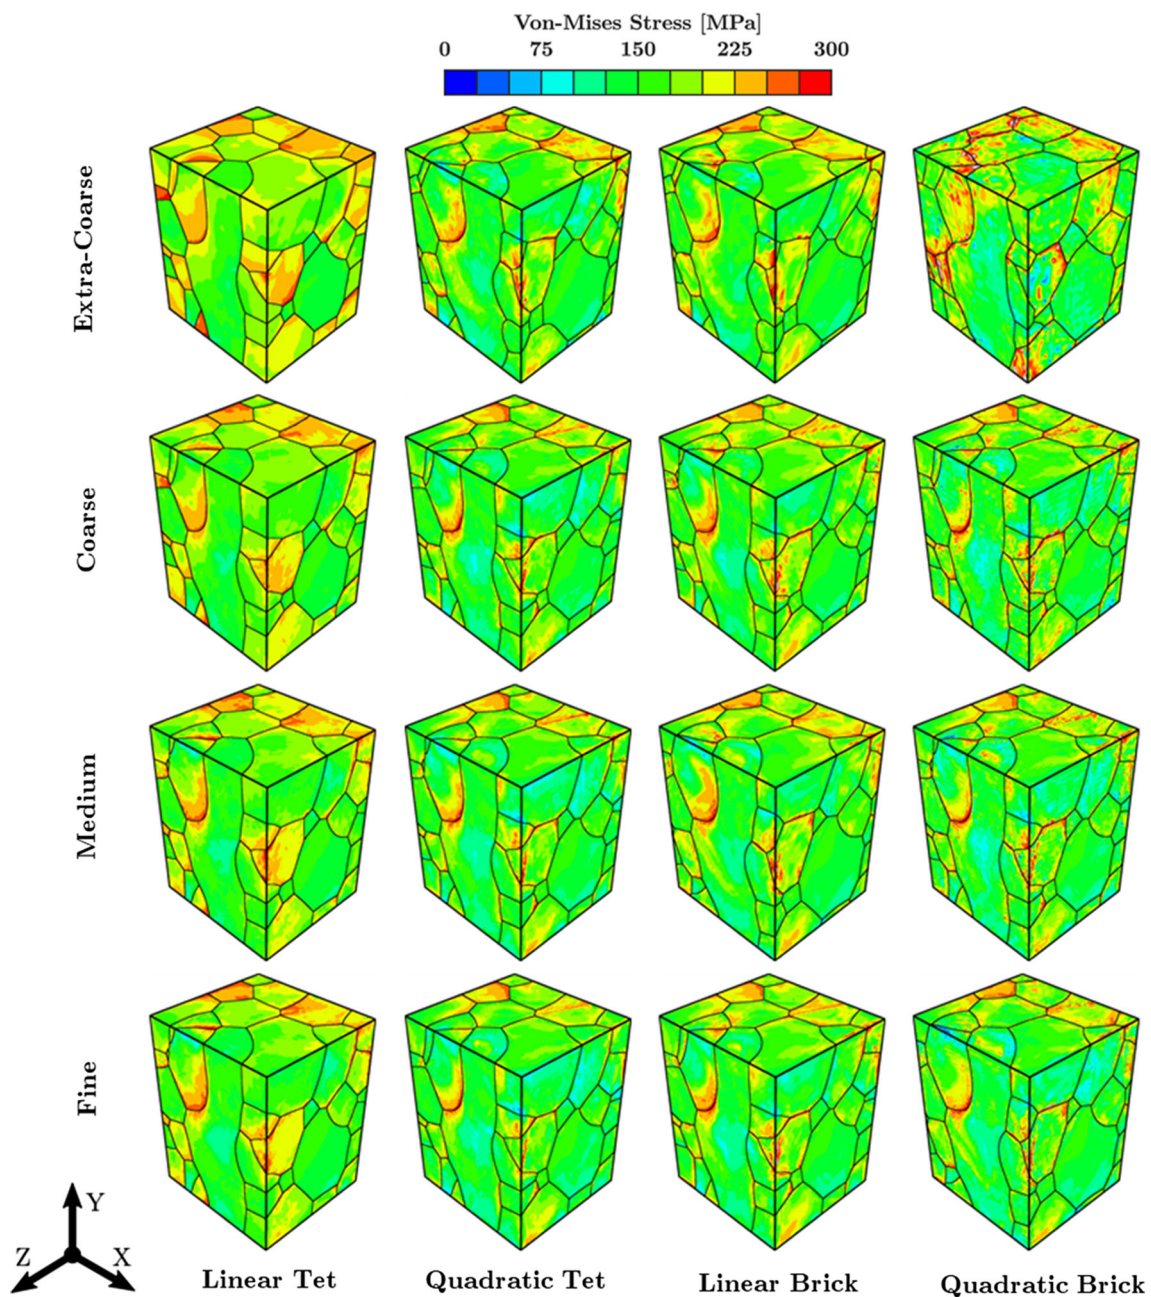 Von-Mises Stress [MPa]
0 75 150 225 300
Extra-Coarse
Coarse
Medium
Fine
Y
Z X
Linear Tet Quadratic Tet Linear Brick Quadratic Brick